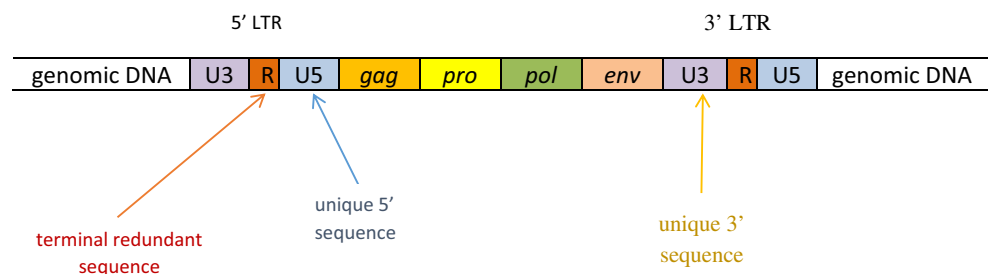 5' LTR
3’ LTR
genomic DNA U3 R U5 gag pro pol env U3 R U5 genomic DNA
unique 5’
sequence
terminal redundant
sequence
unique 3’
sequence